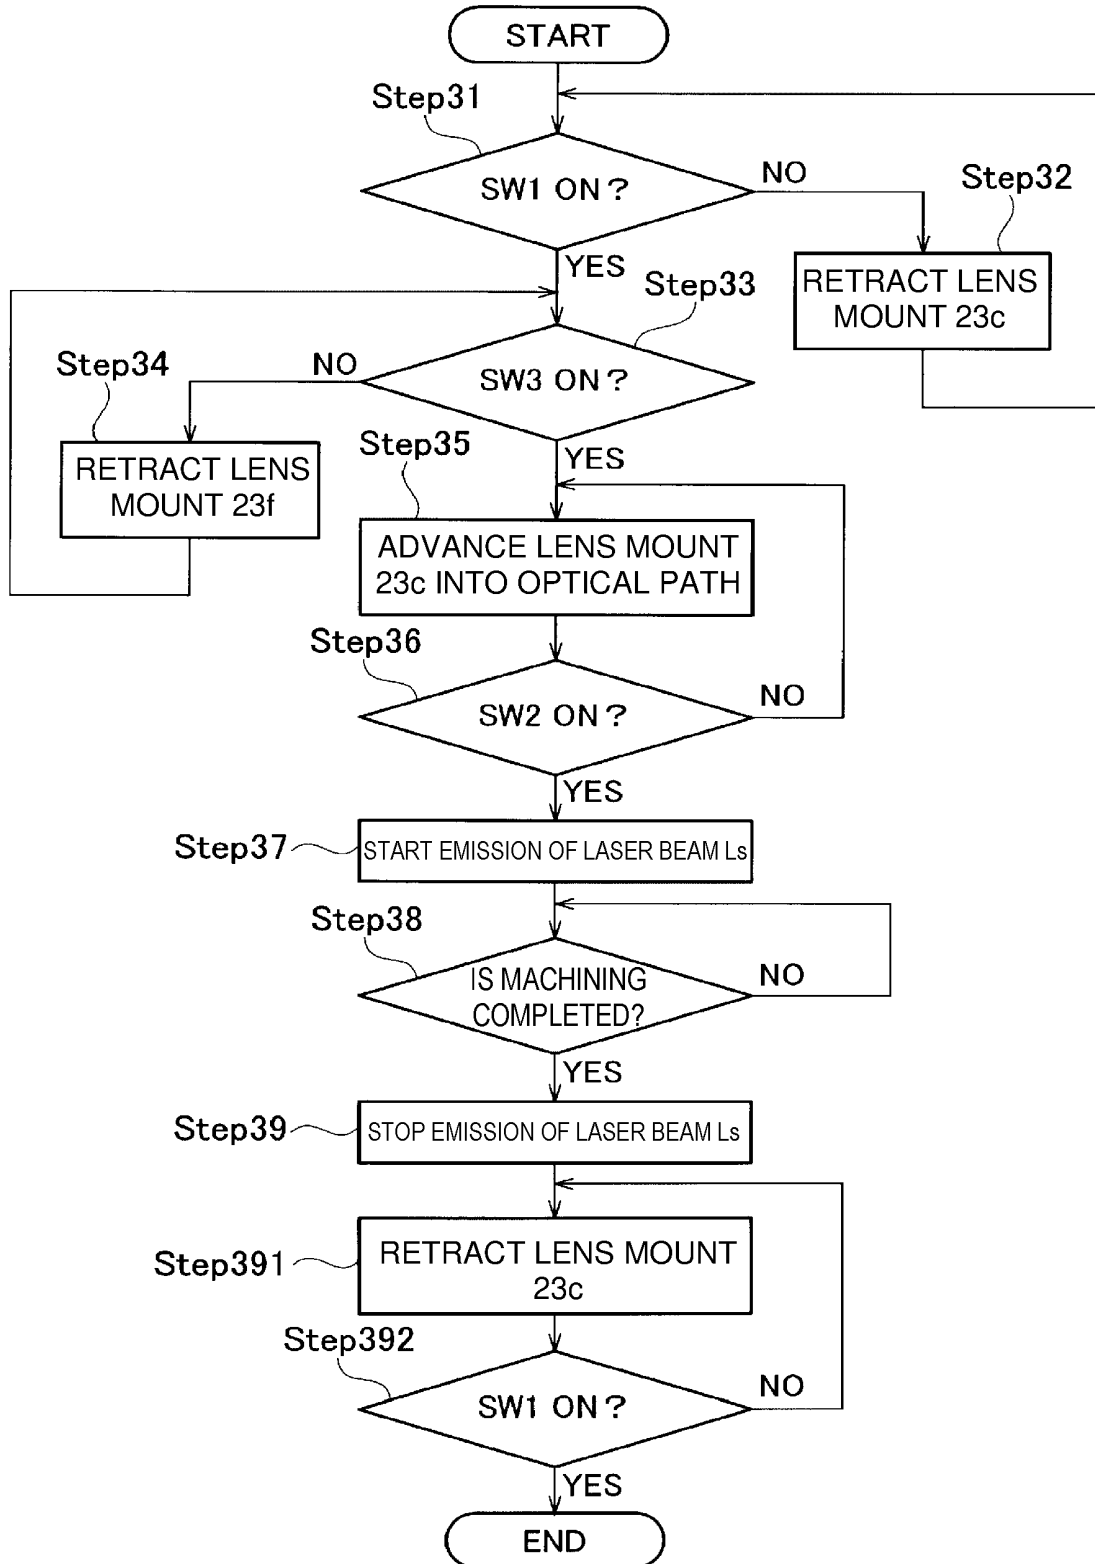 START
Step31
SW1 ON?
NO
Step32
RETRACT LENS
MOUNT 23c
YES
Step33
SW3 ON?
NO
Step34
RETRACT LENS
MOUNT 23f
YES
Step35
ADVANCE LENS MOUNT
23c INTO OPTICAL PATH
Step36
SW2 ON?
NO
YES
Step37
START EMISSION OF LASER BEAM Ls
Step38
IS MACHINING
COMPLETED?
NO
YES
Step39
STOP EMISSION OF LASER BEAM Ls
Step391
RETRACT LENS MOUNT
23c
Step392
SW1 ON?
NO
YES
END